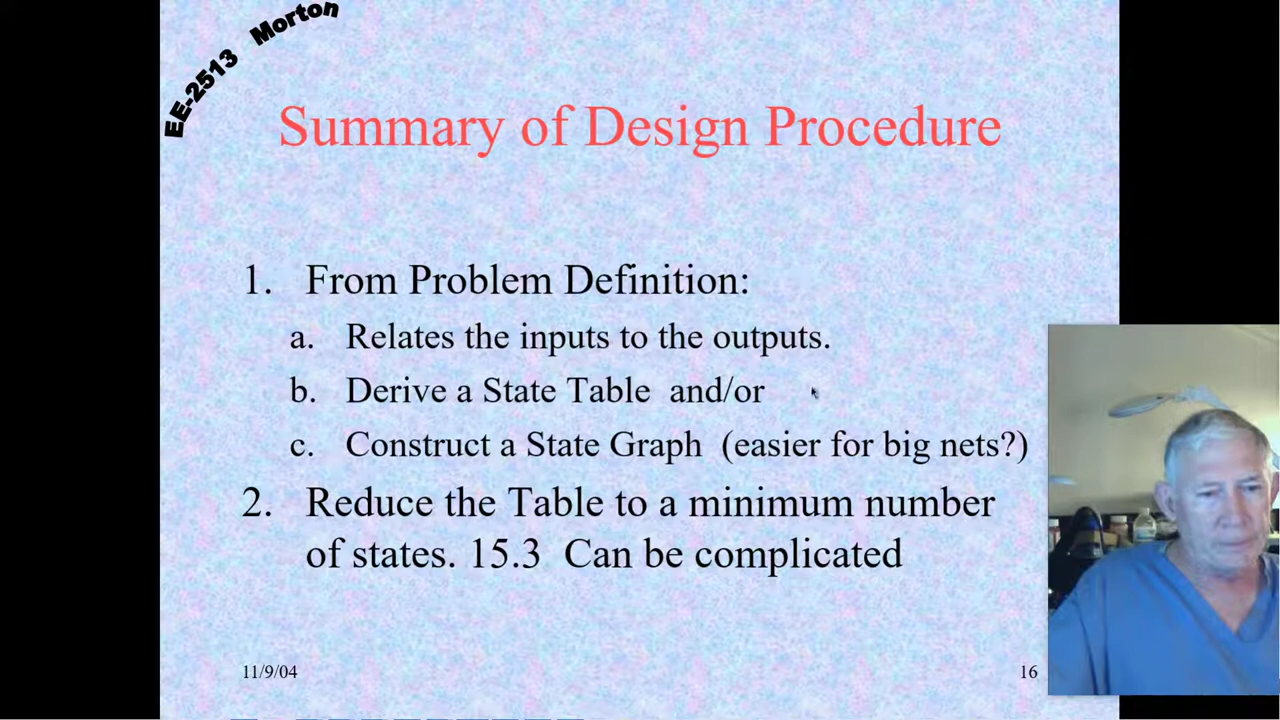 EE-2513 Morton
Summary of Design Procedure
1. From Problem Definition:
a. Relates the inputs to the outputs.
b. Derive a State Table and/or
c. Construct a State Graph (easier for big nets?)
2. Reduce the Table to a minimum number
of states. 15.3 Can be complicated
11/9/04
16